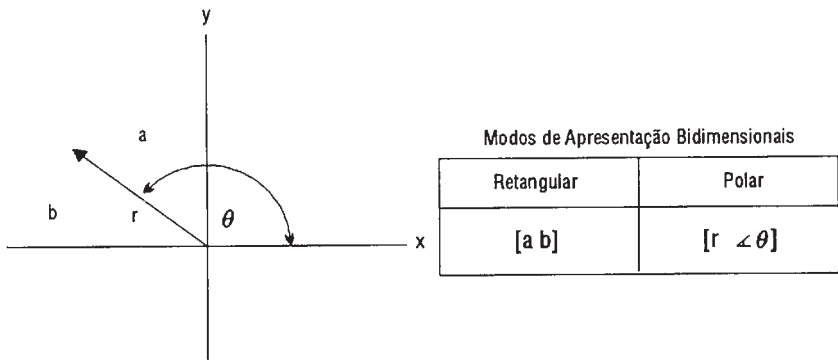 y
a
b
r
θ
x
Modos de Apresentação Bidimensionais
Retangular Polar
[a b] [r ∡θ]